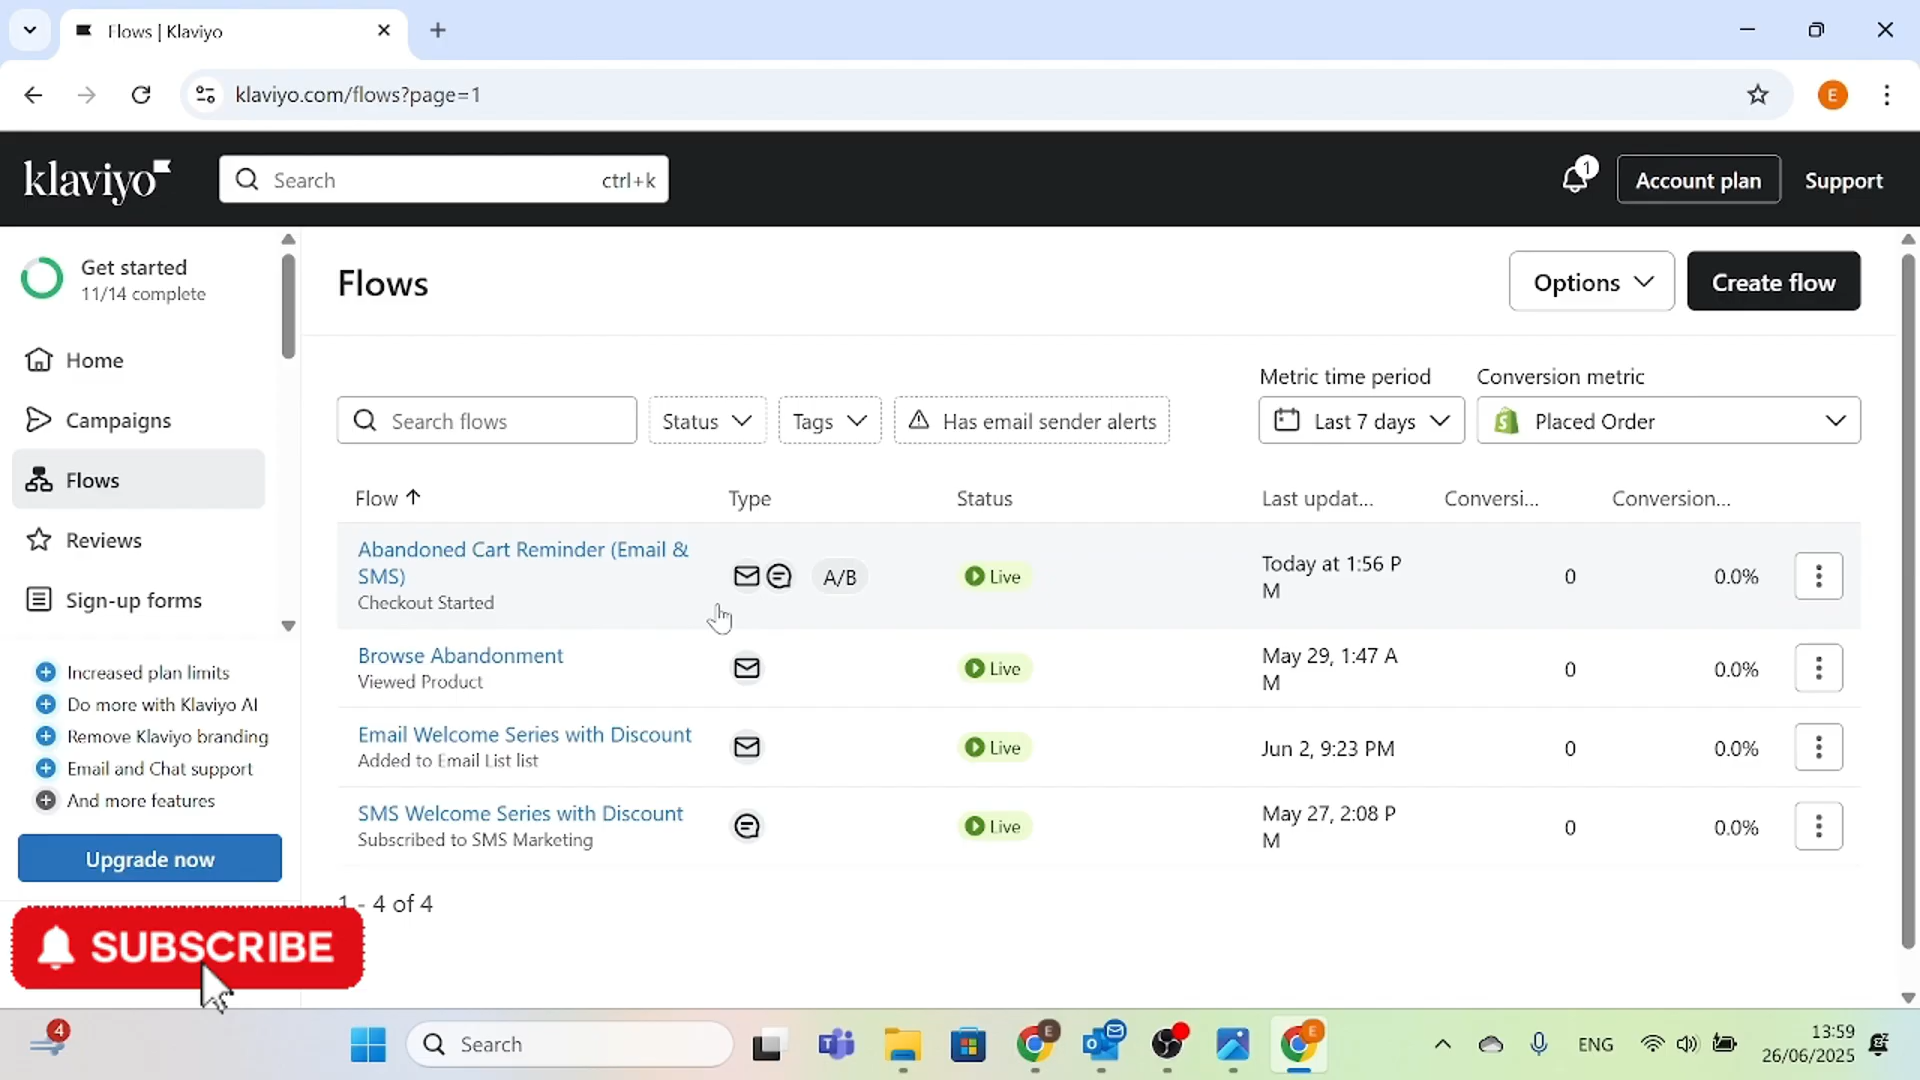 Flows | Klaviyo
klaviyo.com/flows?page=1
E
klaviyo
Search ctrl+k
1
Account plan
Support
Get started
11/14 complete
Home
Campaigns
Flows
Reviews
Sign-up forms
Increased plan limits
Do more with Klaviyo AI
Remove Klaviyo branding
Email and Chat support
And more features
Upgrade now
SUBSCRIBE
Flows
Options
Create flow
Metric time period
Conversion metric
Search flows
Status
Tags
Has email sender alerts
Last 7 days
Placed Order
Flow Type Status Last updat... Conversi... Conversion...
Abandoned Cart Reminder (Email &
SMS)
Checkout Started
A/B
Live
Today at 1:56 P
M
0
0.0%
Browse Abandonment
Viewed Product
Live
May 29, 1:47 A
M
0
0.0%
Email Welcome Series with Discount
Added to Email List list
Live
Jun 2, 9:23 PM
0
0.0%
SMS Welcome Series with Discount
Subscribed to SMS Marketing
Live
May 27, 2:08 P
M
0
0.0%
1 - 4 of 4
4
Search
E
E
ENG
13:59
26/06/2025